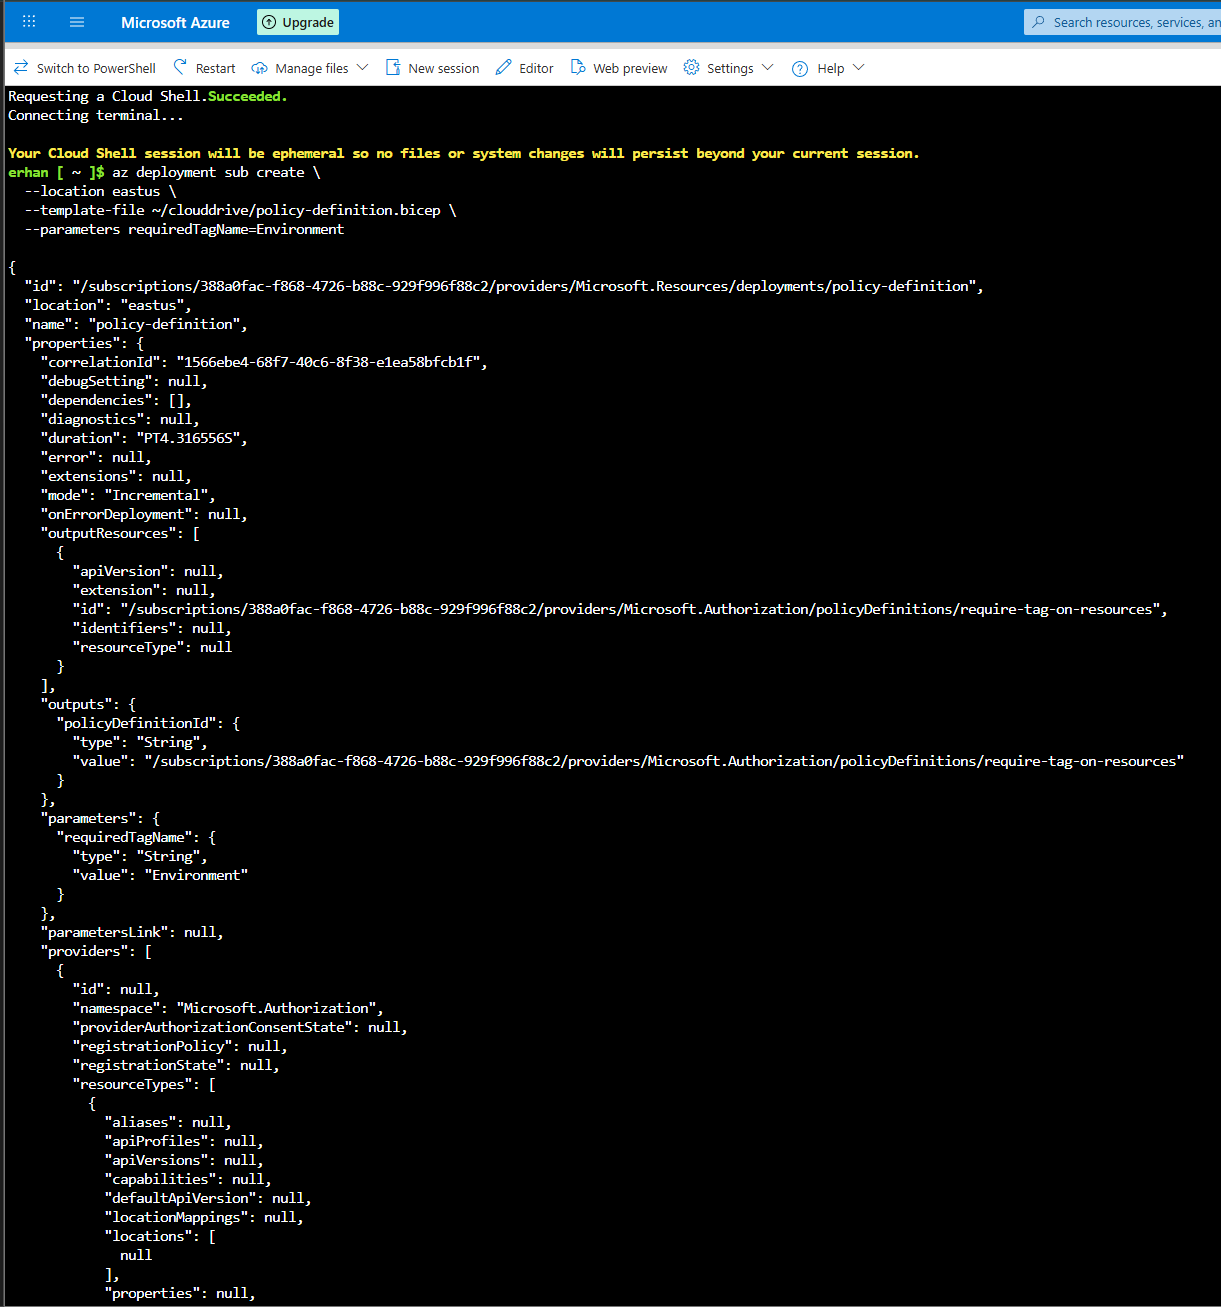 Microsoft Azure
Upgrade
Search resources, services, an
Switch to PowerShell
Restart
Manage files
New session
Editor
Web preview
Settings
Help
Requesting a Cloud Shell.Succeeded.
Connecting terminal...
Your Cloud Shell session will be ephemeral so no files or system changes will persist beyond your current session.
erhan [ ~ ]$ az deployment sub create \
  --location eastus \
  --template-file ~/clouddrive/policy-definition.bicep \
  --parameters requiredTagName=Environment
{
  "id": "/subscriptions/388a0fac-f868-4726-b88c-929f996f88c2/providers/Microsoft.Resources/deployments/policy-definition",
  "location": "eastus",
  "name": "policy-definition",
  "properties": {
    "correlationId": "1566ebe4-68f7-40c6-8f38-e1ea58bfcb1f",
    "debugSetting": null,
    "dependencies": [],
    "diagnostics": null,
    "duration": "PT4.316556S",
    "error": null,
    "extensions": null,
    "mode": "Incremental",
    "onErrorDeployment": null,
    "outputResources": [
      {
        "apiVersion": null,
        "extension": null,
        "id": "/subscriptions/388a0fac-f868-4726-b88c-929f996f88c2/providers/Microsoft.Authorization/policyDefinitions/require-tag-on-resources",
        "identifiers": null,
        "resourceType": null
      }
    ],
    "outputs": {
      "policyDefinitionId": {
        "type": "String",
        "value": "/subscriptions/388a0fac-f868-4726-b88c-929f996f88c2/providers/Microsoft.Authorization/policyDefinitions/require-tag-on-resources"
      }
    },
    "parameters": {
      "requiredTagName": {
        "type": "String",
        "value": "Environment"
      }
    },
    "parametersLink": null,
    "providers": [
      {
        "id": null,
        "namespace": "Microsoft.Authorization",
        "providerAuthorizationConsentState": null,
        "registrationPolicy": null,
        "registrationState": null,
        "resourceTypes": [
          {
            "aliases": null,
            "apiProfiles": null,
            "apiVersions": null,
            "capabilities": null,
            "defaultApiVersion": null,
            "locationMappings": null,
            "locations": [
              null
            ],
            "properties": null,